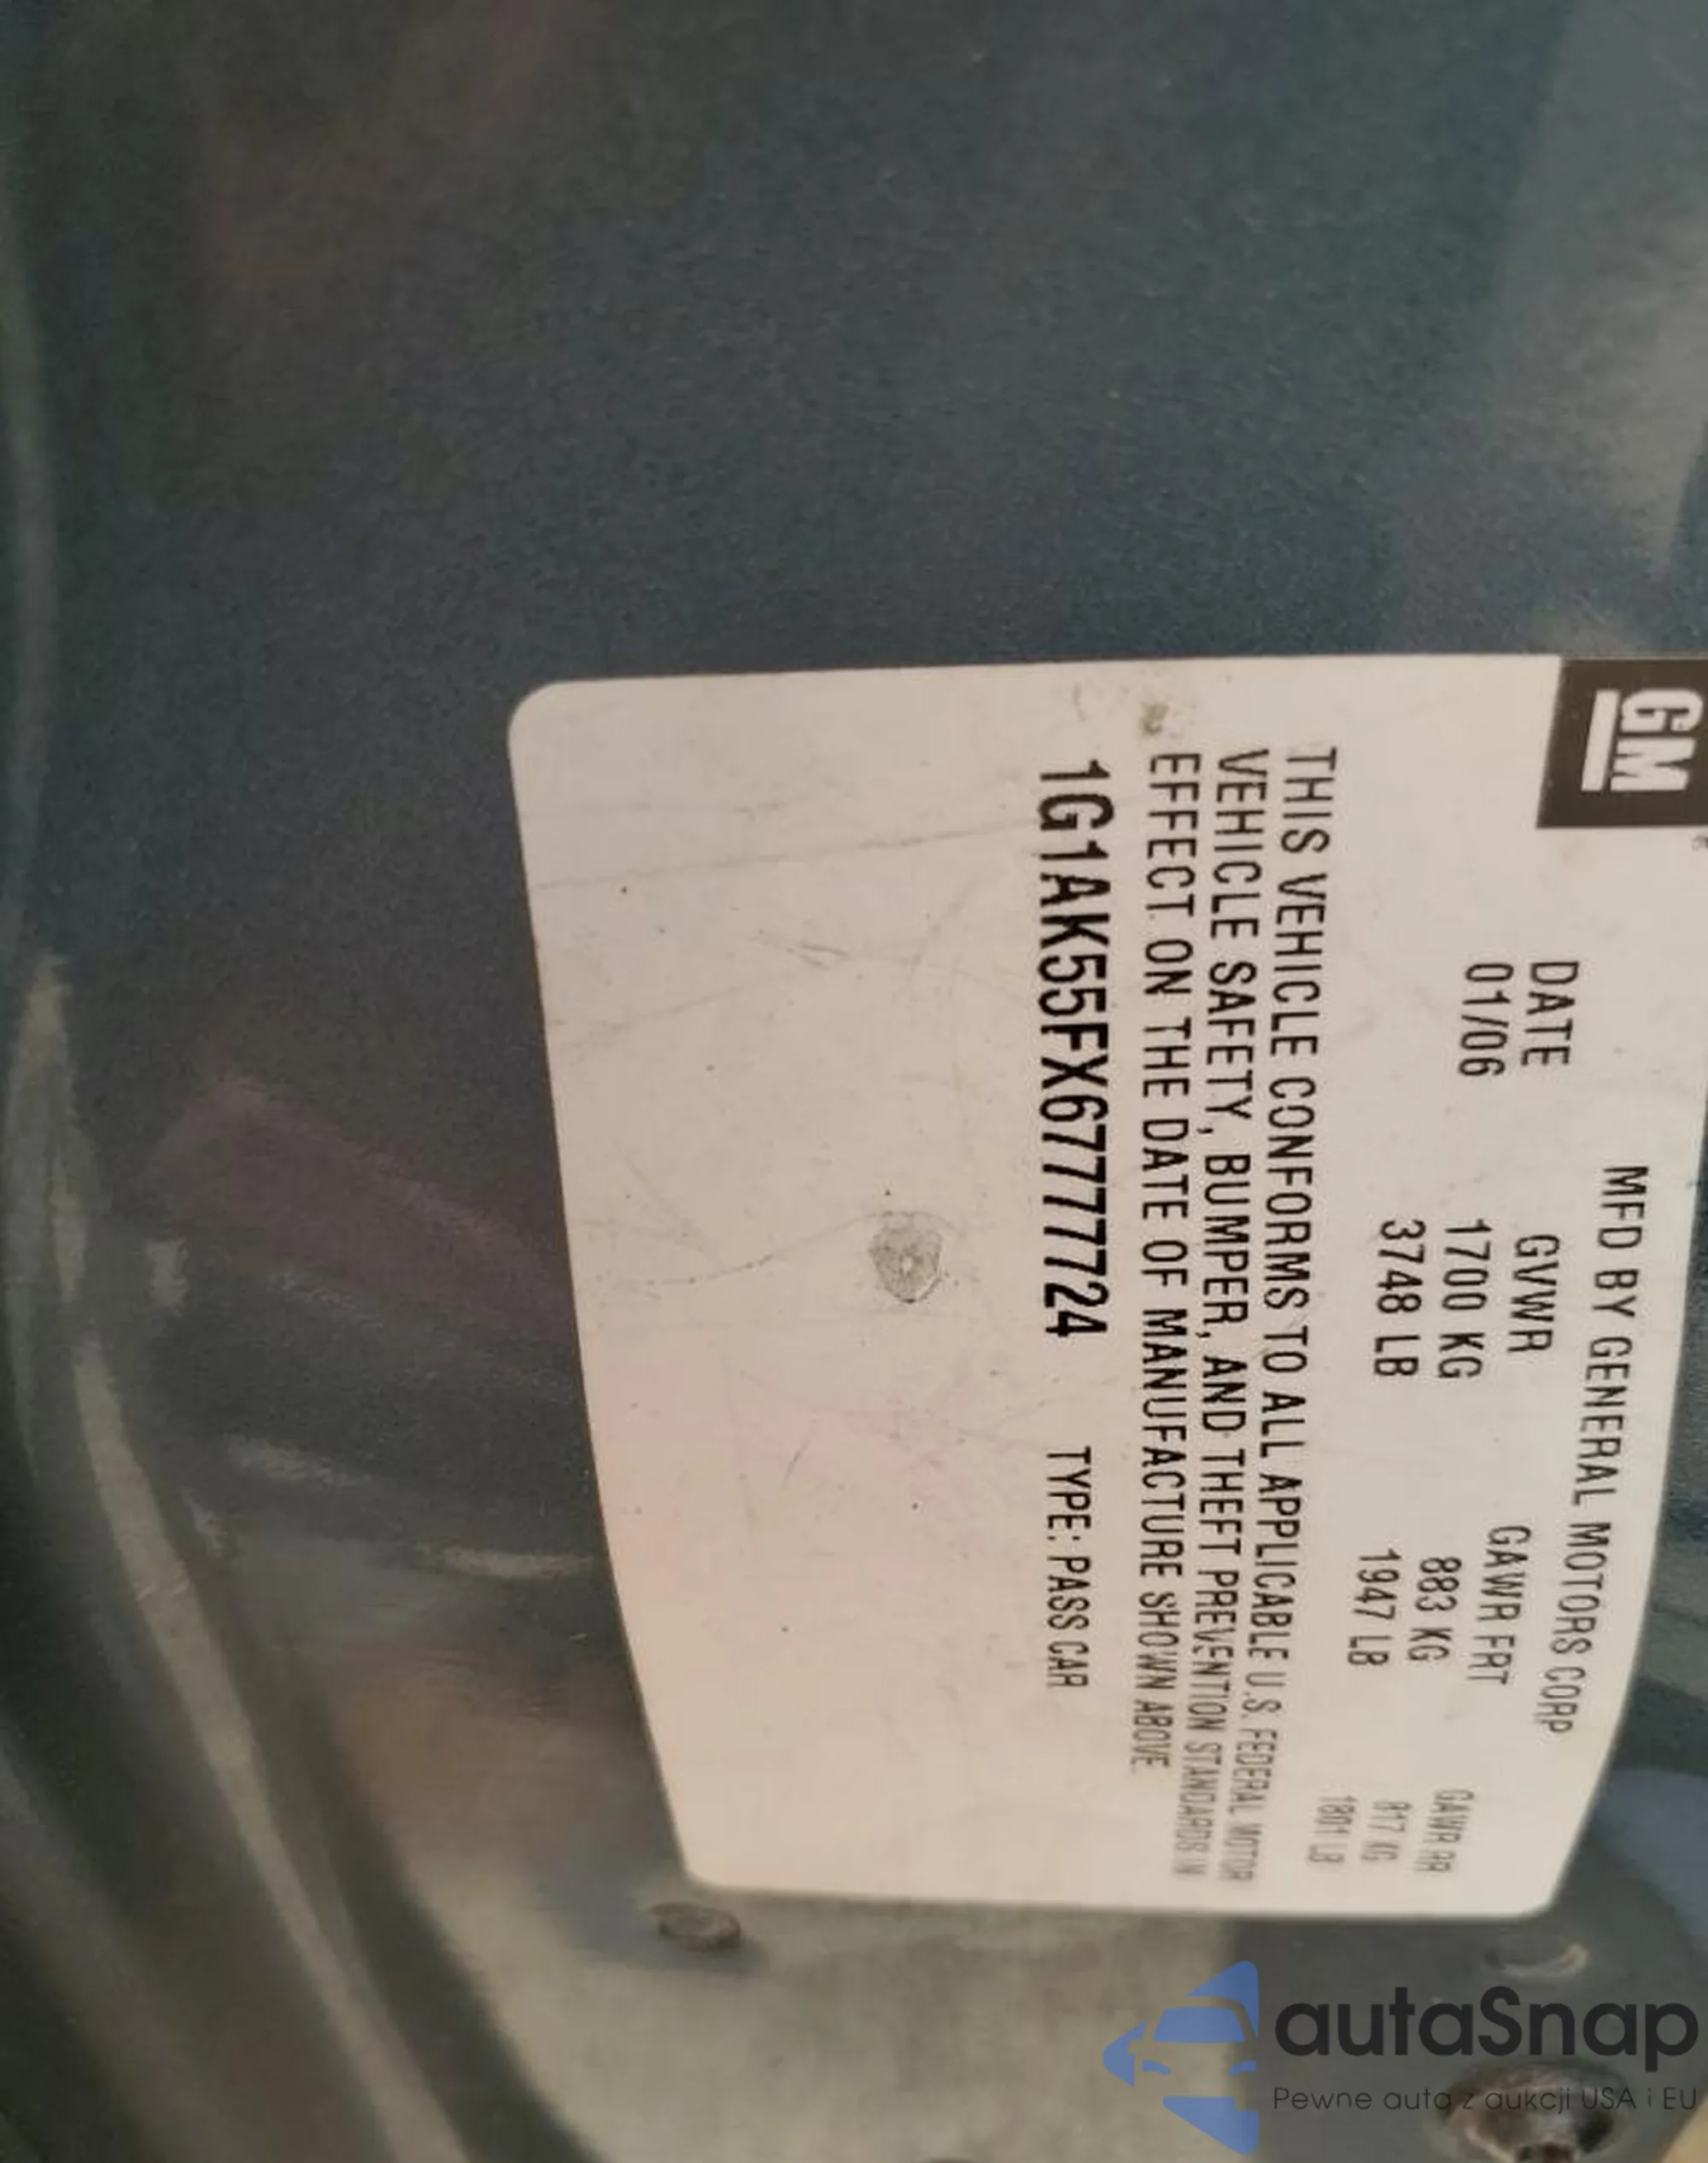 GM
MFD BY GENERAL MOTORS CORP
DATE GVWR GAWR FRT GAWR RR
01/06 1700 KG 883 KG 817 KG
3748 LB 1947 LB 1801 LB
THIS VEHICLE CONFORMS TO ALL APPLICABLE U.S. FEDERAL MOTOR
VEHICLE SAFETY, BUMPER, AND THEFT PREVENTION STANDARDS IN
EFFECT ON THE DATE OF MANUFACTURE SHOWN ABOVE.
1G1AK55FX67777724 TYPE: PASS CAR
autaSnap
Pewne auta z aukcji USA i EU